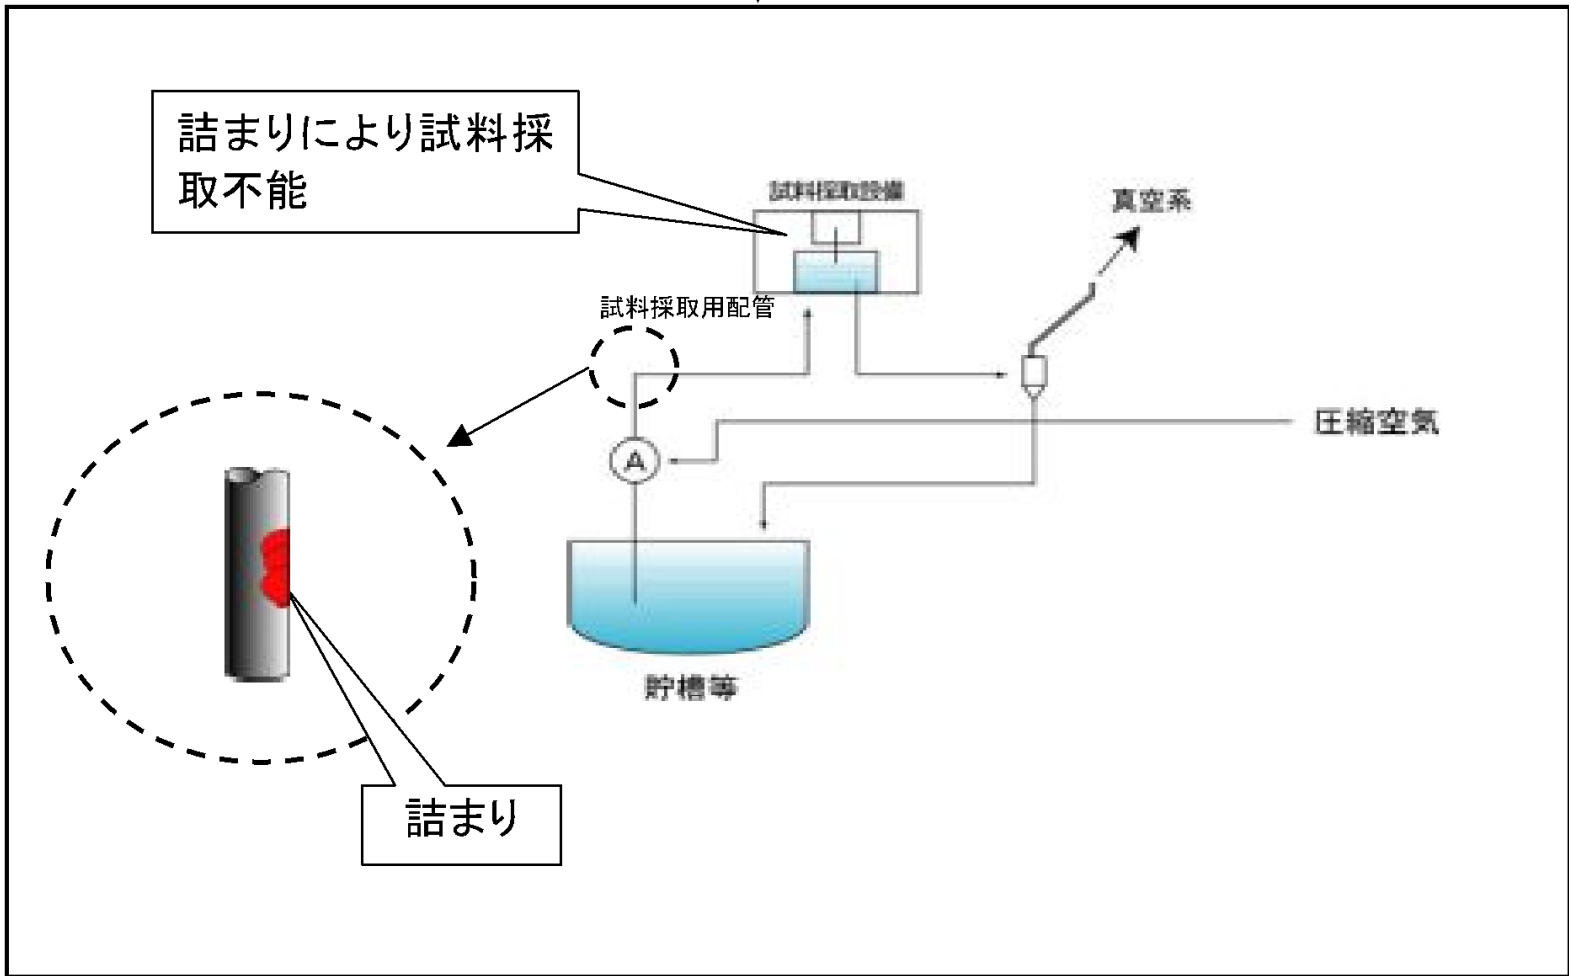 詰まりにより試料採
取不能
試料採取設備
真空系
試料採取用配管
圧縮空気
A
貯槽等
詰まり